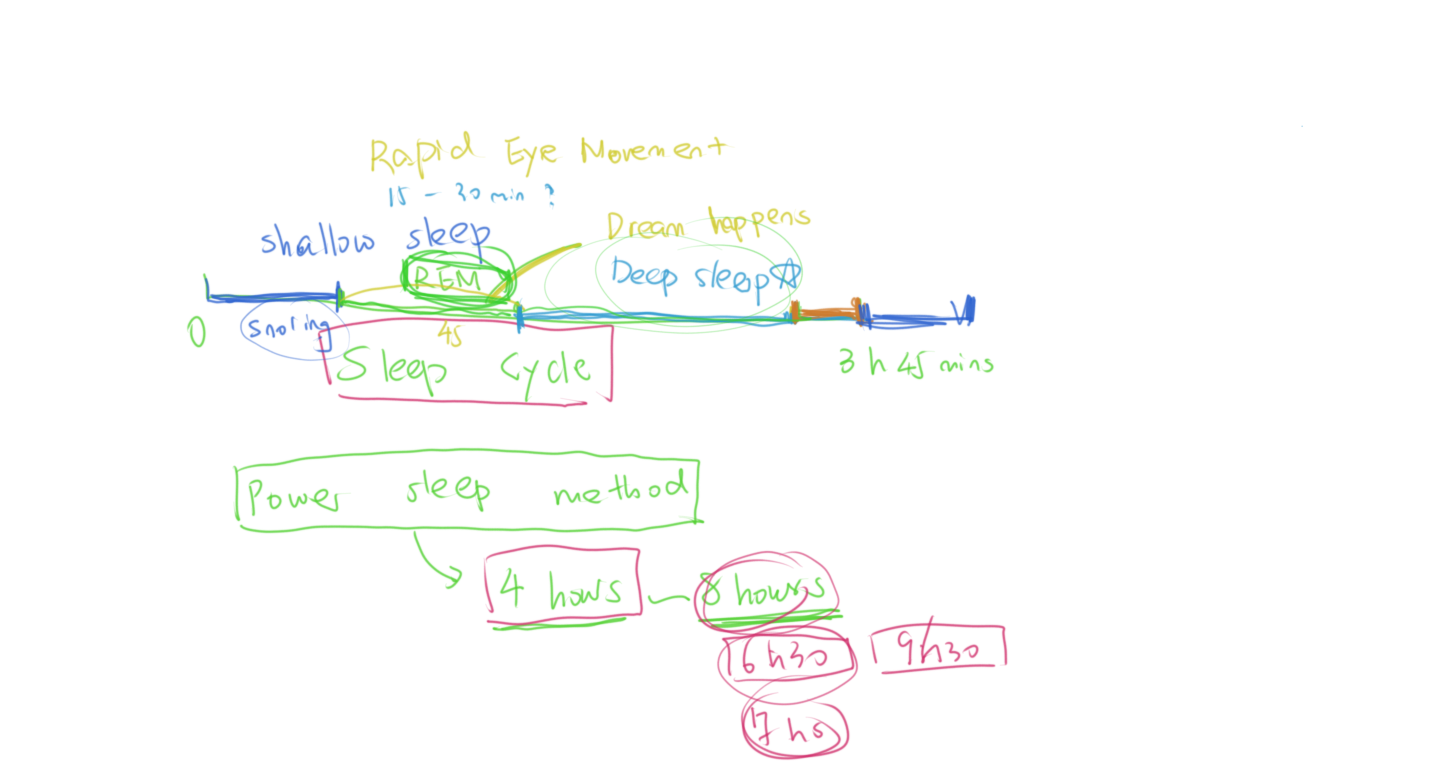 Rapid Eye Movement
15 - 30 min ?
Dream happens
shallow sleep
REM
Deep sleep
0
Snoring
45
3 h 45 mins
Sleep Cycle
Power sleep method
4 hours
8 hours
6h30
9h30
7 hs